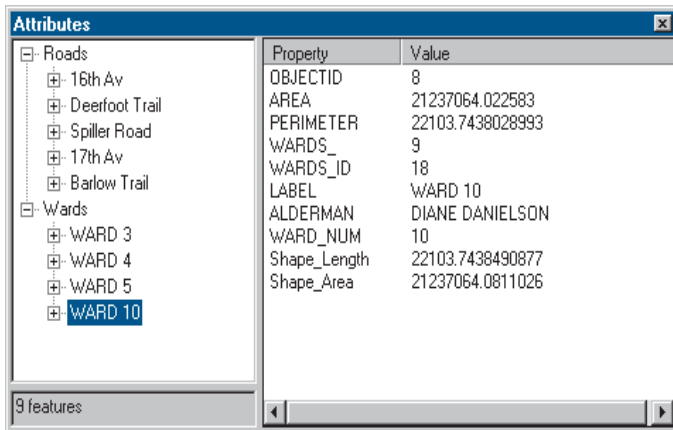 Attributes
Roads
16th Av
Deerfoot Trail
Spiller Road
17th Av
Barlow Trail
Wards
WARD 3
WARD 4
WARD 5
WARD 10
9 features
Property Value
OBJECTID 8
AREA 21237064.022583
PERIMETER 22103.7438028993
WARDS_ 9
WARDS_ID 18
LABEL WARD 10
ALDERMAN DIANE DANIELSON
WARD_NUM 10
Shape_Length 22103.7438490877
Shape_Area 21237064.0811026